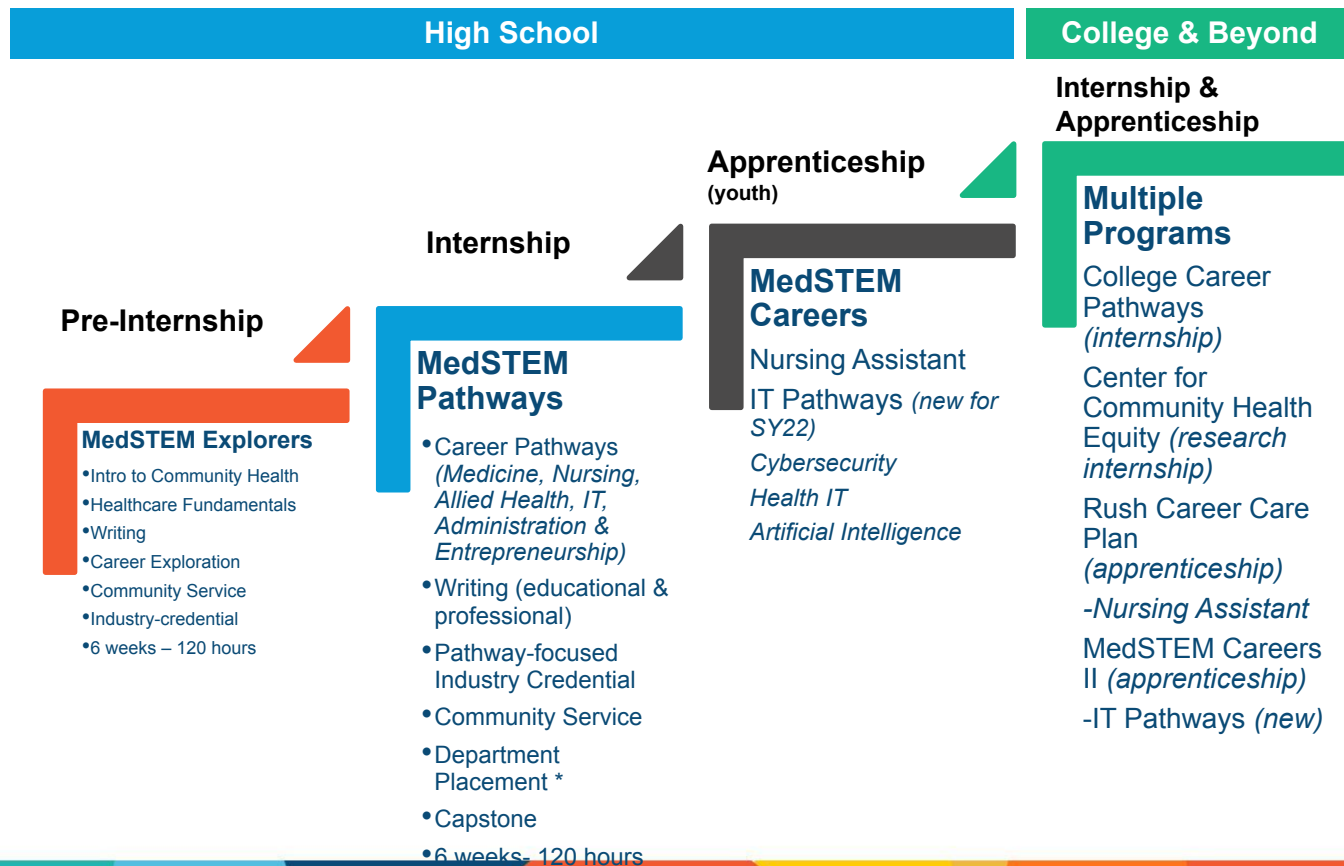 High School
College & Beyond
Pre-Internship
MedSTEM Explorers
•Intro to Community Health
•Healthcare Fundamentals
•Writing
•Career Exploration
•Community Service
•Industry-credential
•6 weeks – 120 hours
Internship
MedSTEM
Pathways
•Career Pathways
(Medicine, Nursing,
Allied Health, IT,
Administration &
Entrepreneurship)
•Writing (educational &
professional)
•Pathway-focused
Industry Credential
•Community Service
•Department
Placement *
•Capstone
•6 weeks- 120 hours
Apprenticeship
(youth)
MedSTEM
Careers
Nursing Assistant
IT Pathways (new for
SY22)
Cybersecurity
Health IT
Artificial Intelligence
Internship &
Apprenticeship
Multiple
Programs
College Career
Pathways
(internship)
Center for
Community Health
Equity (research
internship)
Rush Career Care
Plan
(apprenticeship)
-Nursing Assistant
MedSTEM Careers
II (apprenticeship)
-IT Pathways (new)